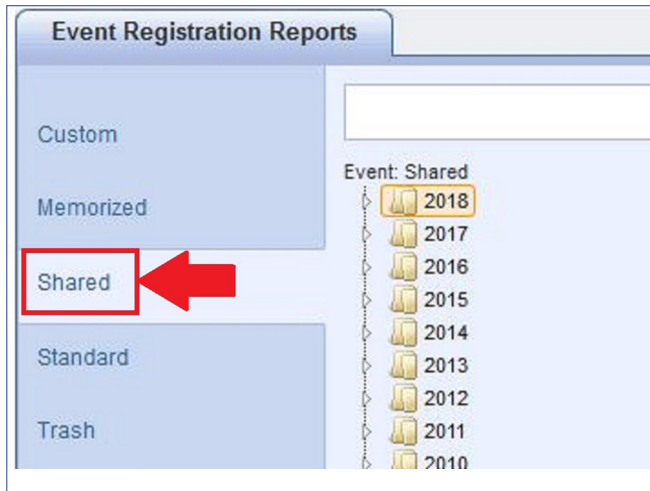 Event Registration Reports
Custom
Memorized
Shared
Standard
Trash
Event: Shared
2018
2017
2016
2015
2014
2013
2012
2011
2010